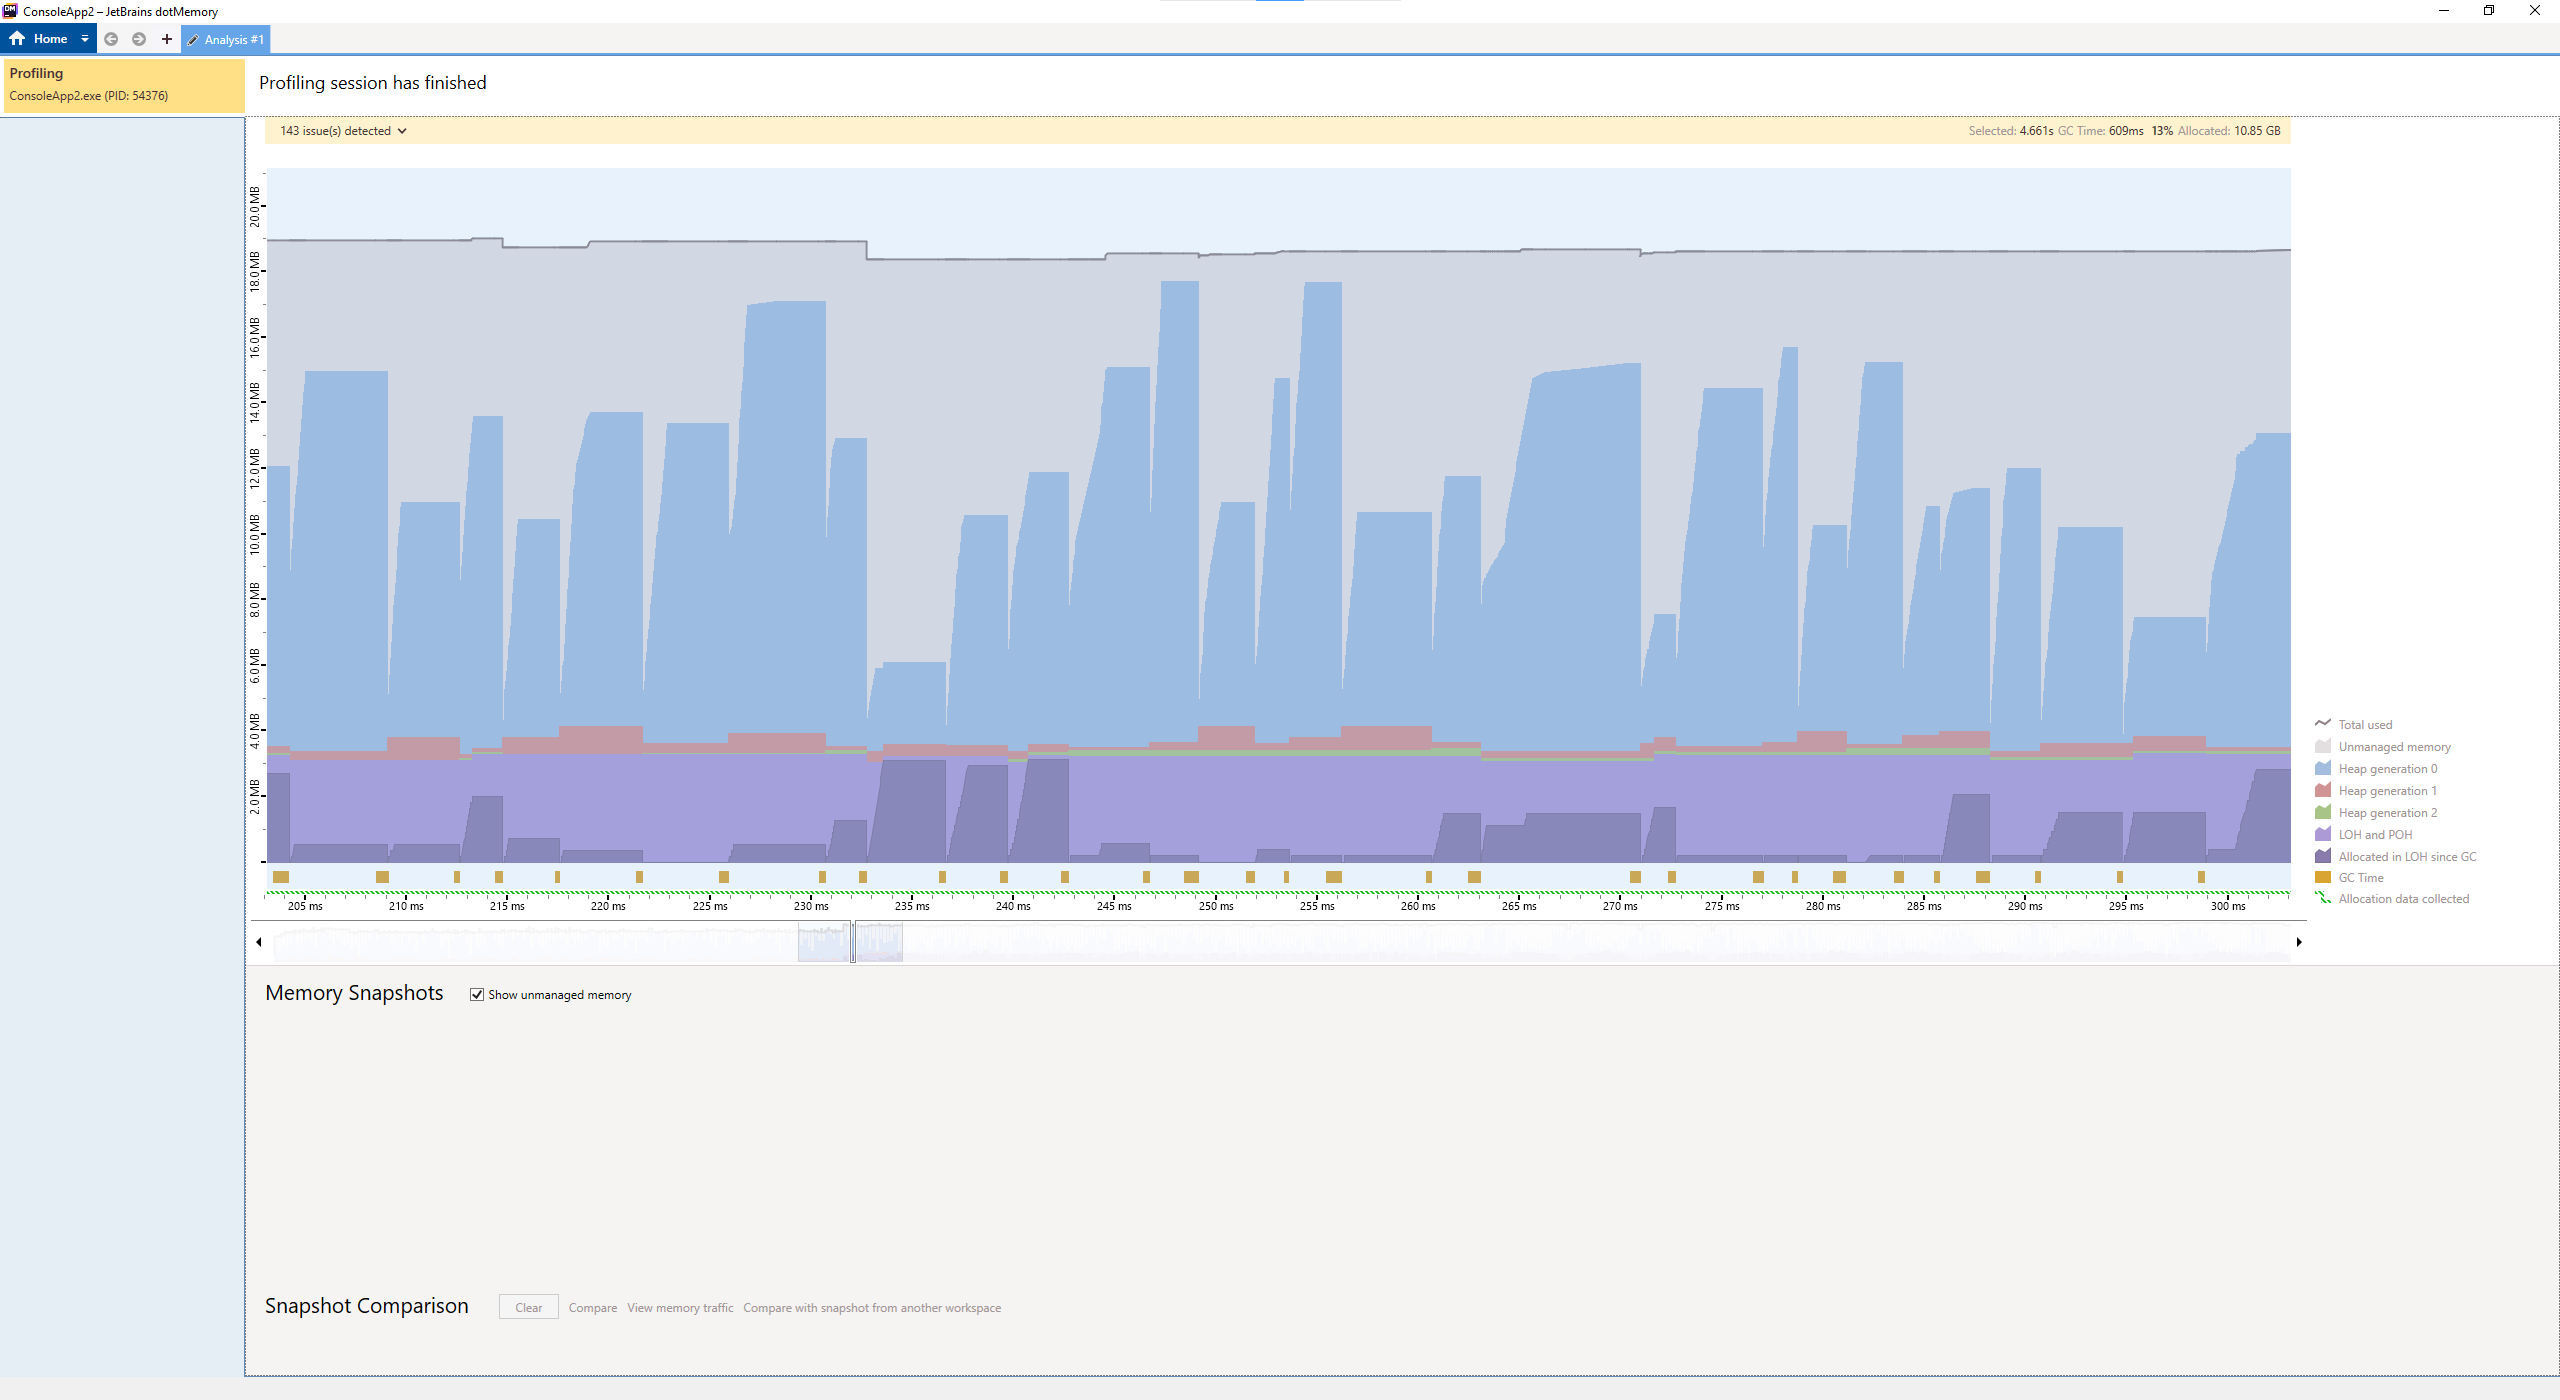 ConsoleApp2 – JetBrains dotMemory
Home
Analysis #1
Profiling
ConsoleApp2.exe (PID: 54376)
Profiling session has finished
143 issue(s) detected
Selected: 4.661s GC Time: 609ms 13% Allocated: 10.85 GB
20.0 MB
18.0 MB
16.0 MB
14.0 MB
12.0 MB
10.0 MB
8.0 MB
6.0 MB
4.0 MB
2.0 MB
Total used
Unmanaged memory
Heap generation 0
Heap generation 1
Heap generation 2
LOH and POH
Allocated in LOH since GC
GC Time
Allocation data collected
205 ms 210 ms 215 ms 220 ms 225 ms 230 ms 235 ms 240 ms 245 ms 250 ms 255 ms 260 ms 265 ms 270 ms 275 ms 280 ms 285 ms 290 ms 295 ms 300 ms
Memory Snapshots
Show unmanaged memory
Snapshot Comparison
Clear
Compare
View memory traffic
Compare with snapshot from another workspace